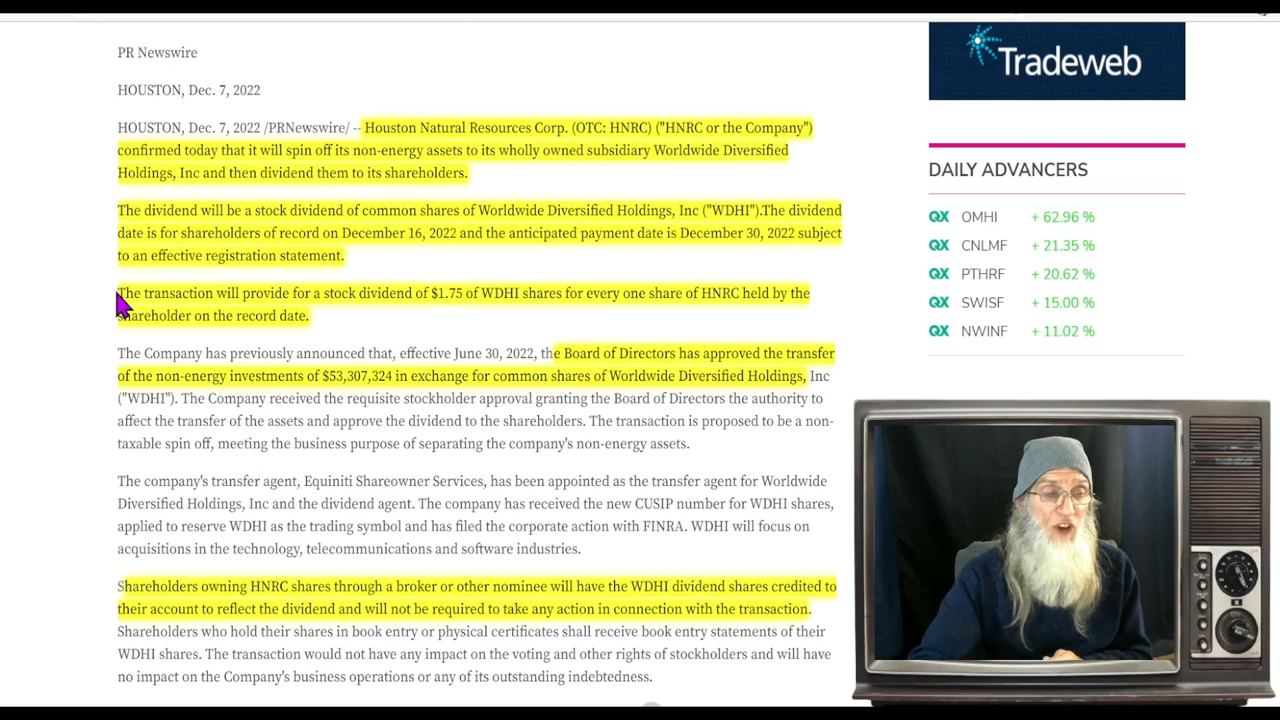 PR Newswire
HOUSTON, Dec. 7, 2022
HOUSTON, Dec. 7, 2022 /PRNewswire/ -- Houston Natural Resources Corp. (OTC: HNRC) ("HNRC or the Company")
confirmed today that it will spin off its non-energy assets to its wholly owned subsidiary Worldwide Diversified
Holdings, Inc and then dividend them to its shareholders.
The dividend will be a stock dividend of common shares of Worldwide Diversified Holdings, Inc ("WDHI").The dividend
date is for shareholders of record on December 16, 2022 and the anticipated payment date is December 30, 2022 subject
to an effective registration statement.
The transaction will provide for a stock dividend of $1.75 of WDHI shares for every one share of HNRC held by the
shareholder on the record date.
The Company has previously announced that, effective June 30, 2022, the Board of Directors has approved the transfer
of the non-energy investments of $53,307,324 in exchange for common shares of Worldwide Diversified Holdings, Inc
("WDHI"). The Company received the requisite stockholder approval granting the Board of Directors the authority to
affect the transfer of the assets and approve the dividend to the shareholders. The transaction is proposed to be a non-
taxable spin off, meeting the business purpose of separating the company's non-energy assets.
The company's transfer agent, Equiniti Shareowner Services, has been appointed as the transfer agent for Worldwide
Diversified Holdings, Inc and the dividend agent. The company has received the new CUSIP number for WDHI shares,
applied to reserve WDHI as the trading symbol and has filed the corporate action with FINRA. WDHI will focus on
acquisitions in the technology, telecommunications and software industries.
Shareholders owning HNRC shares through a broker or other nominee will have the WDHI dividend shares credited to
their account to reflect the dividend and will not be required to take any action in connection with the transaction.
Shareholders who hold their shares in book entry or physical certificates shall receive book entry statements of their
WDHI shares. The transaction would not have any impact on the voting and other rights of stockholders and will have
no impact on the Company's business operations or any of its outstanding indebtedness.
Tradeweb
DAILY ADVANCERS
QX OMHI + 62.96 %
QX CNLMF + 21.35 %
QX PTHRF + 20.62 %
QX SWISF + 15.00 %
QX NWINF + 11.02 %